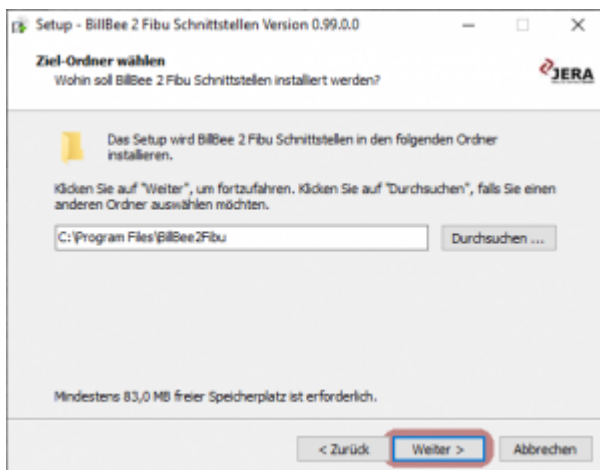 Setup - BillBee 2 Fibu Schnittstellen Version 0.99.0.0
Ziel-Ordner wählen
Wohin soll BillBee 2 Fibu Schnittstellen installiert werden?
JERA
Das Setup wird BillBee 2 Fibu Schnittstellen in den folgenden Ordner
installieren.
Klicken Sie auf "Weiter", um fortzufahren. Klicken Sie auf "Durchsuchen", falls Sie einen
anderen Ordner auswählen möchten.
C:\Program Files\BillBee2Fibu
Durchsuchen ...
Mindestens 83,0 MB freier Speicherplatz ist erforderlich.
< Zurück
Weiter >
Abbrechen